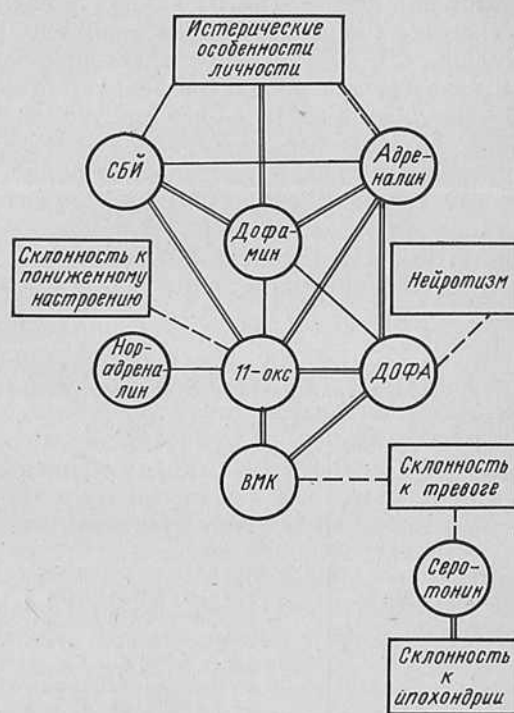 Истерические
особенности
личности
СБЙ
Адре-
налин
Дофа-
мин
Склонность к
пониженному
настроению
Нейротизм
Нор-
адрена-
лин
11-окс
ДОФА
ВМК
Склонность
к тревоге
Серо-
тонин
Склонность
к
ипохондрии